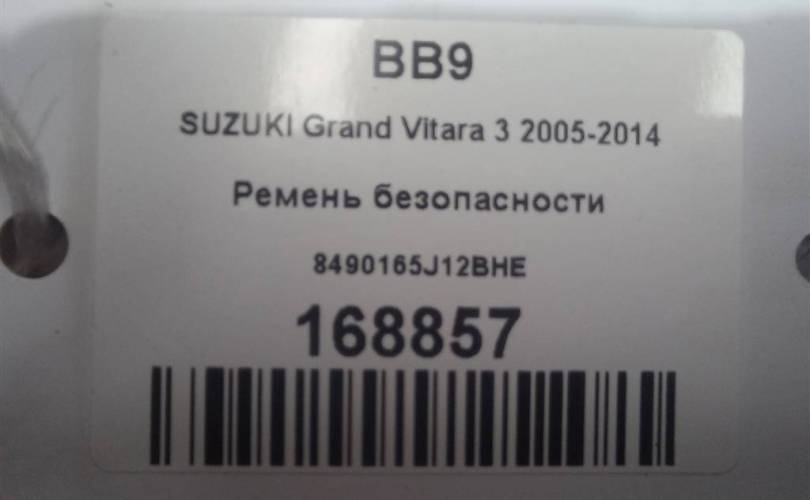 BB9
SUZUKI Grand Vitara 3 2005-2014
Ремень безопасности
8490165J12BHE
168857